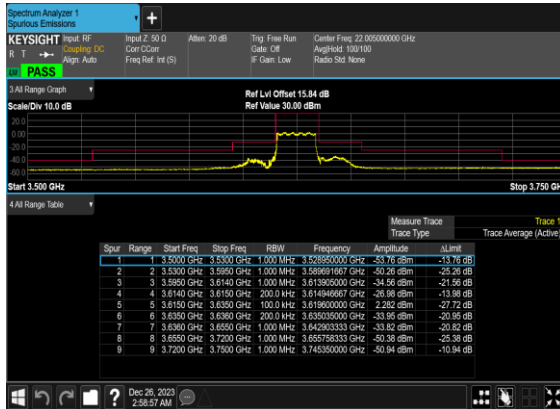 Spectrum Analyzer 1
Spurious Emissions
+
KEYSIGHT Input: RF Input Z: 50 Ω Atten: 20 dB Trig: Free Run Center Freq: 22.005000000 GHz
R T Coupling: DC Corr CCorr Gate: Off Avg|Hold: 100/100
Align: Auto Freq Ref: Int (S) IF Gain: Low Radio Std: None
PASS
3 All Range Graph
Ref Lvl Offset 15.84 dB
Scale/Div 10.0 dB Ref Value 30.00 dBm
20.0
0.00
-20.0
-40.0
-60.0
Start 3.500 GHz Stop 3.750 GH
4 All Range Table
Measure Trace Trace 1
Trace Type Trace Average (Active)
Spur Range Start Freq Stop Freq RBW Frequency Amplitude ΔLimit
1 1 3.5000 GHz 3.5300 GHz 1.000 MHz 3.528950000 GHz -53.76 dBm -13.76 dB
2 2 3.5300 GHz 3.5950 GHz 1.000 MHz 3.589691667 GHz -50.26 dBm -25.26 dB
3 3 3.5950 GHz 3.6140 GHz 1.000 MHz 3.613905000 GHz -34.56 dBm -21.56 dB
4 4 3.6140 GHz 3.6150 GHz 200.0 kHz 3.614946667 GHz -26.98 dBm -13.98 dB
5 5 3.6150 GHz 3.6350 GHz 100.0 kHz 3.619600000 GHz 2.282 dBm -27.72 dB
6 6 3.6350 GHz 3.6360 GHz 200.0 kHz 3.635035000 GHz -33.95 dBm -20.95 dB
7 7 3.6360 GHz 3.6550 GHz 1.000 MHz 3.642903333 GHz -33.82 dBm -20.82 dB
8 8 3.6550 GHz 3.7200 GHz 1.000 MHz 3.655758333 GHz -50.38 dBm -25.38 dB
9 9 3.7200 GHz 3.7500 GHz 1.000 MHz 3.745350000 GHz -50.94 dBm -10.94 dB
? Dec 26, 2023
2:58:57 AM